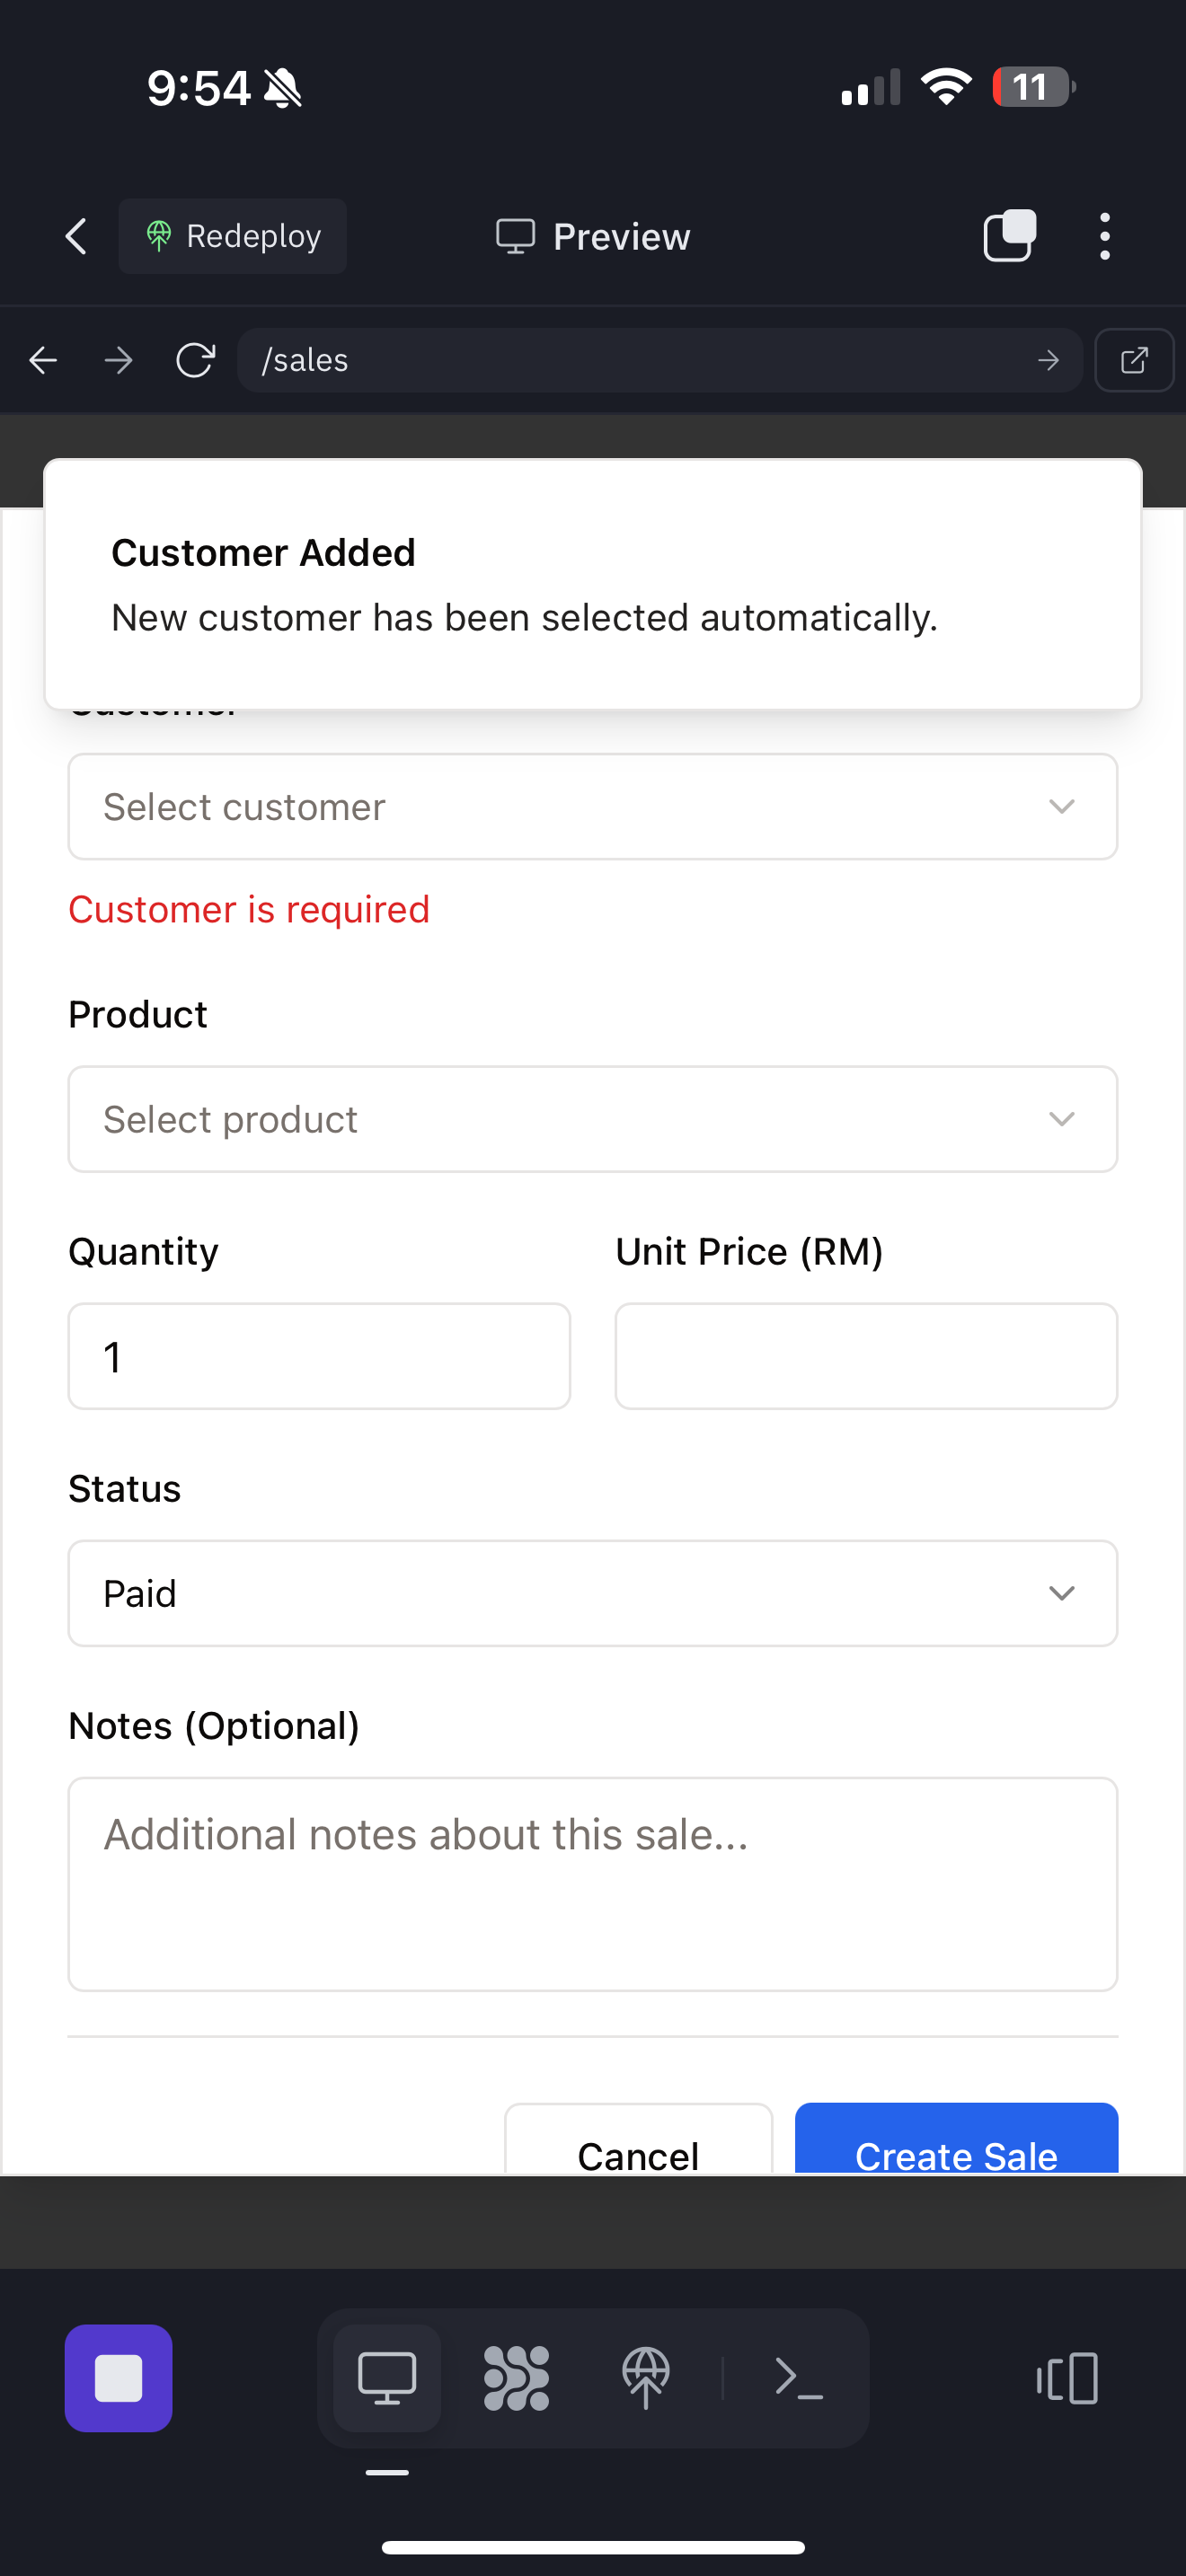 9:54
11
Redeploy
Preview
/sales
Customer Added
New customer has been selected automatically.
Select customer
Customer is required
Product
Select product
Quantity
Unit Price (RM)
1
Status
Paid
Notes (Optional)
Additional notes about this sale...
Cancel
Create Sale